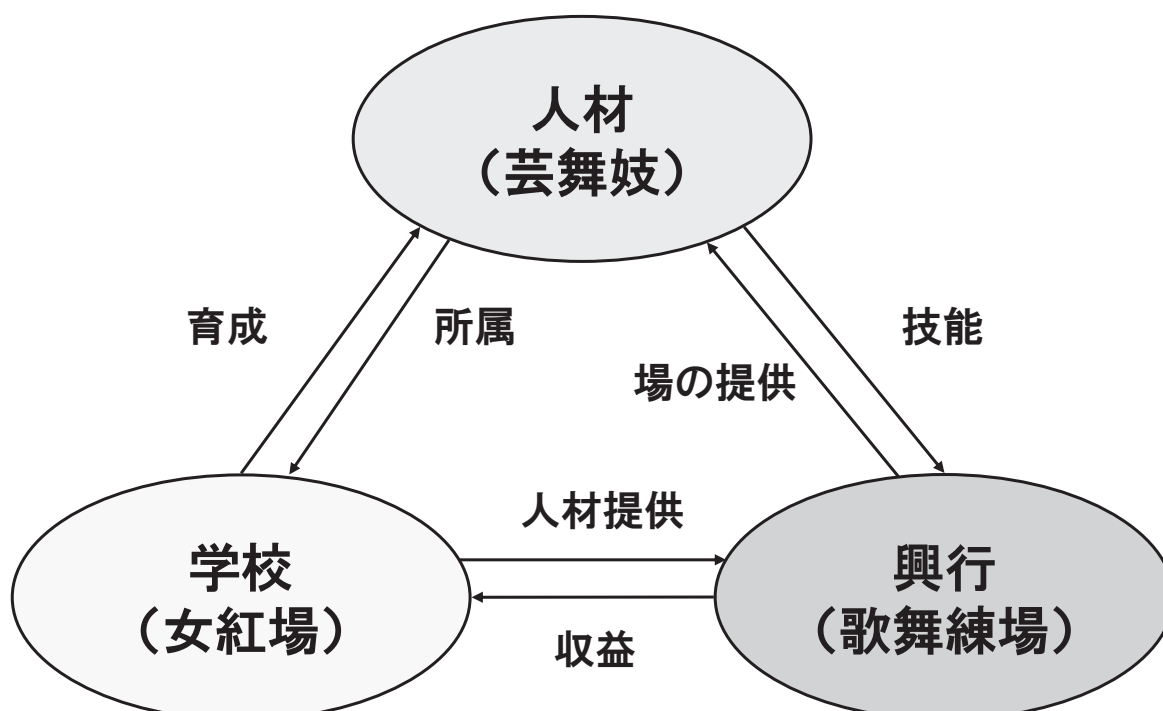 人材
（芸舞妓）
育成
所属
技能
場の提供
人材提供
学校
（女紅場）
興行
（歌舞練場）
収益